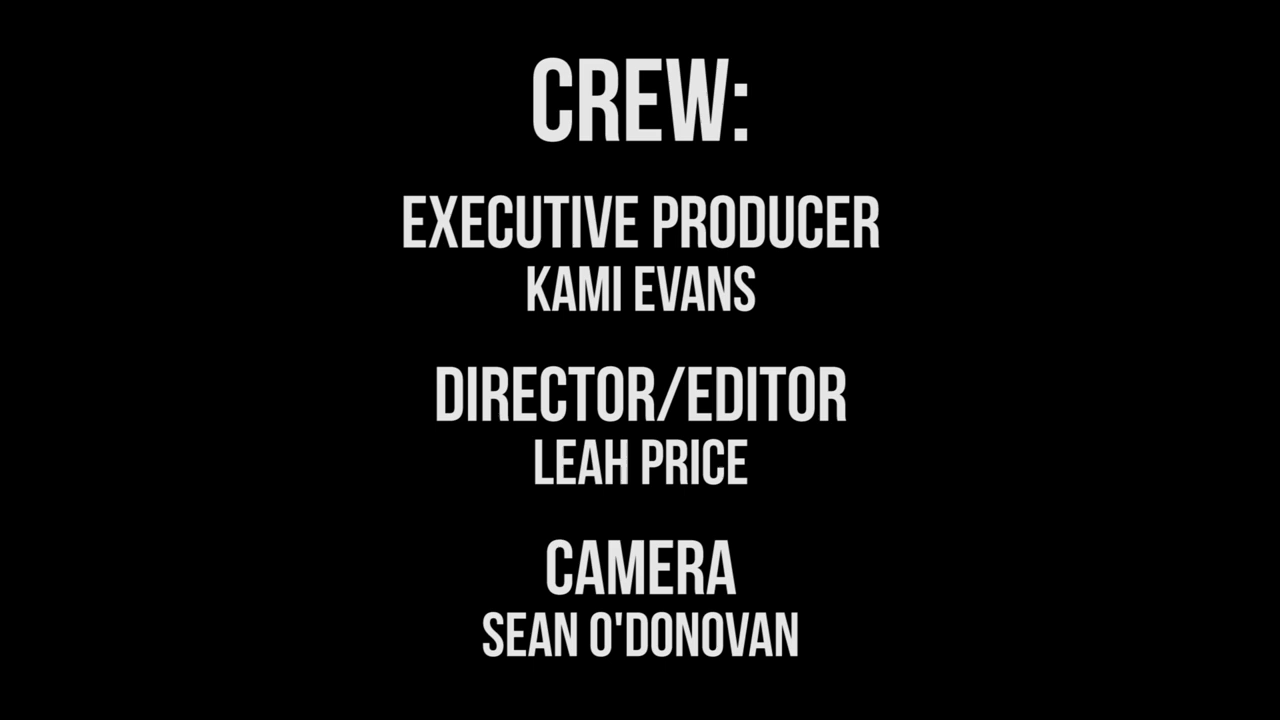 CREW:
EXECUTIVE PRODUCER
KAMI EVANS
DIRECTOR/EDITOR
LEAH PRICE
CAMERA
SEAN O'DONOVAN